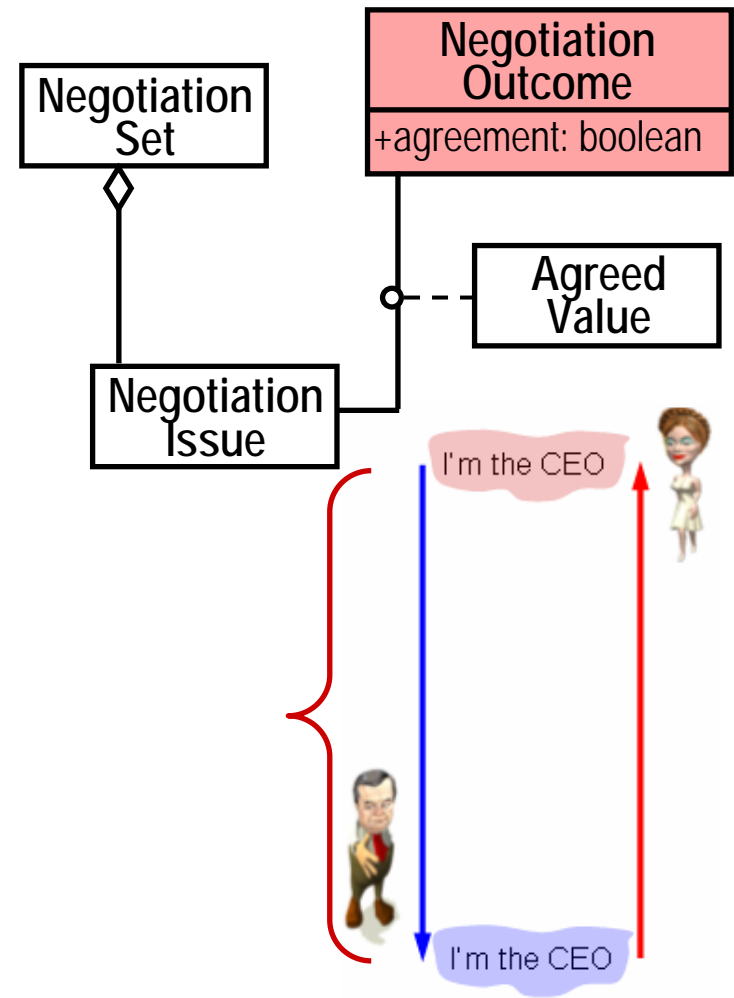 Negotiation
Outcome
+agreement: boolean
Negotiation
Set
Agreed
Value
Negotiation
Issue
I'm the CEO
I'm the CEO